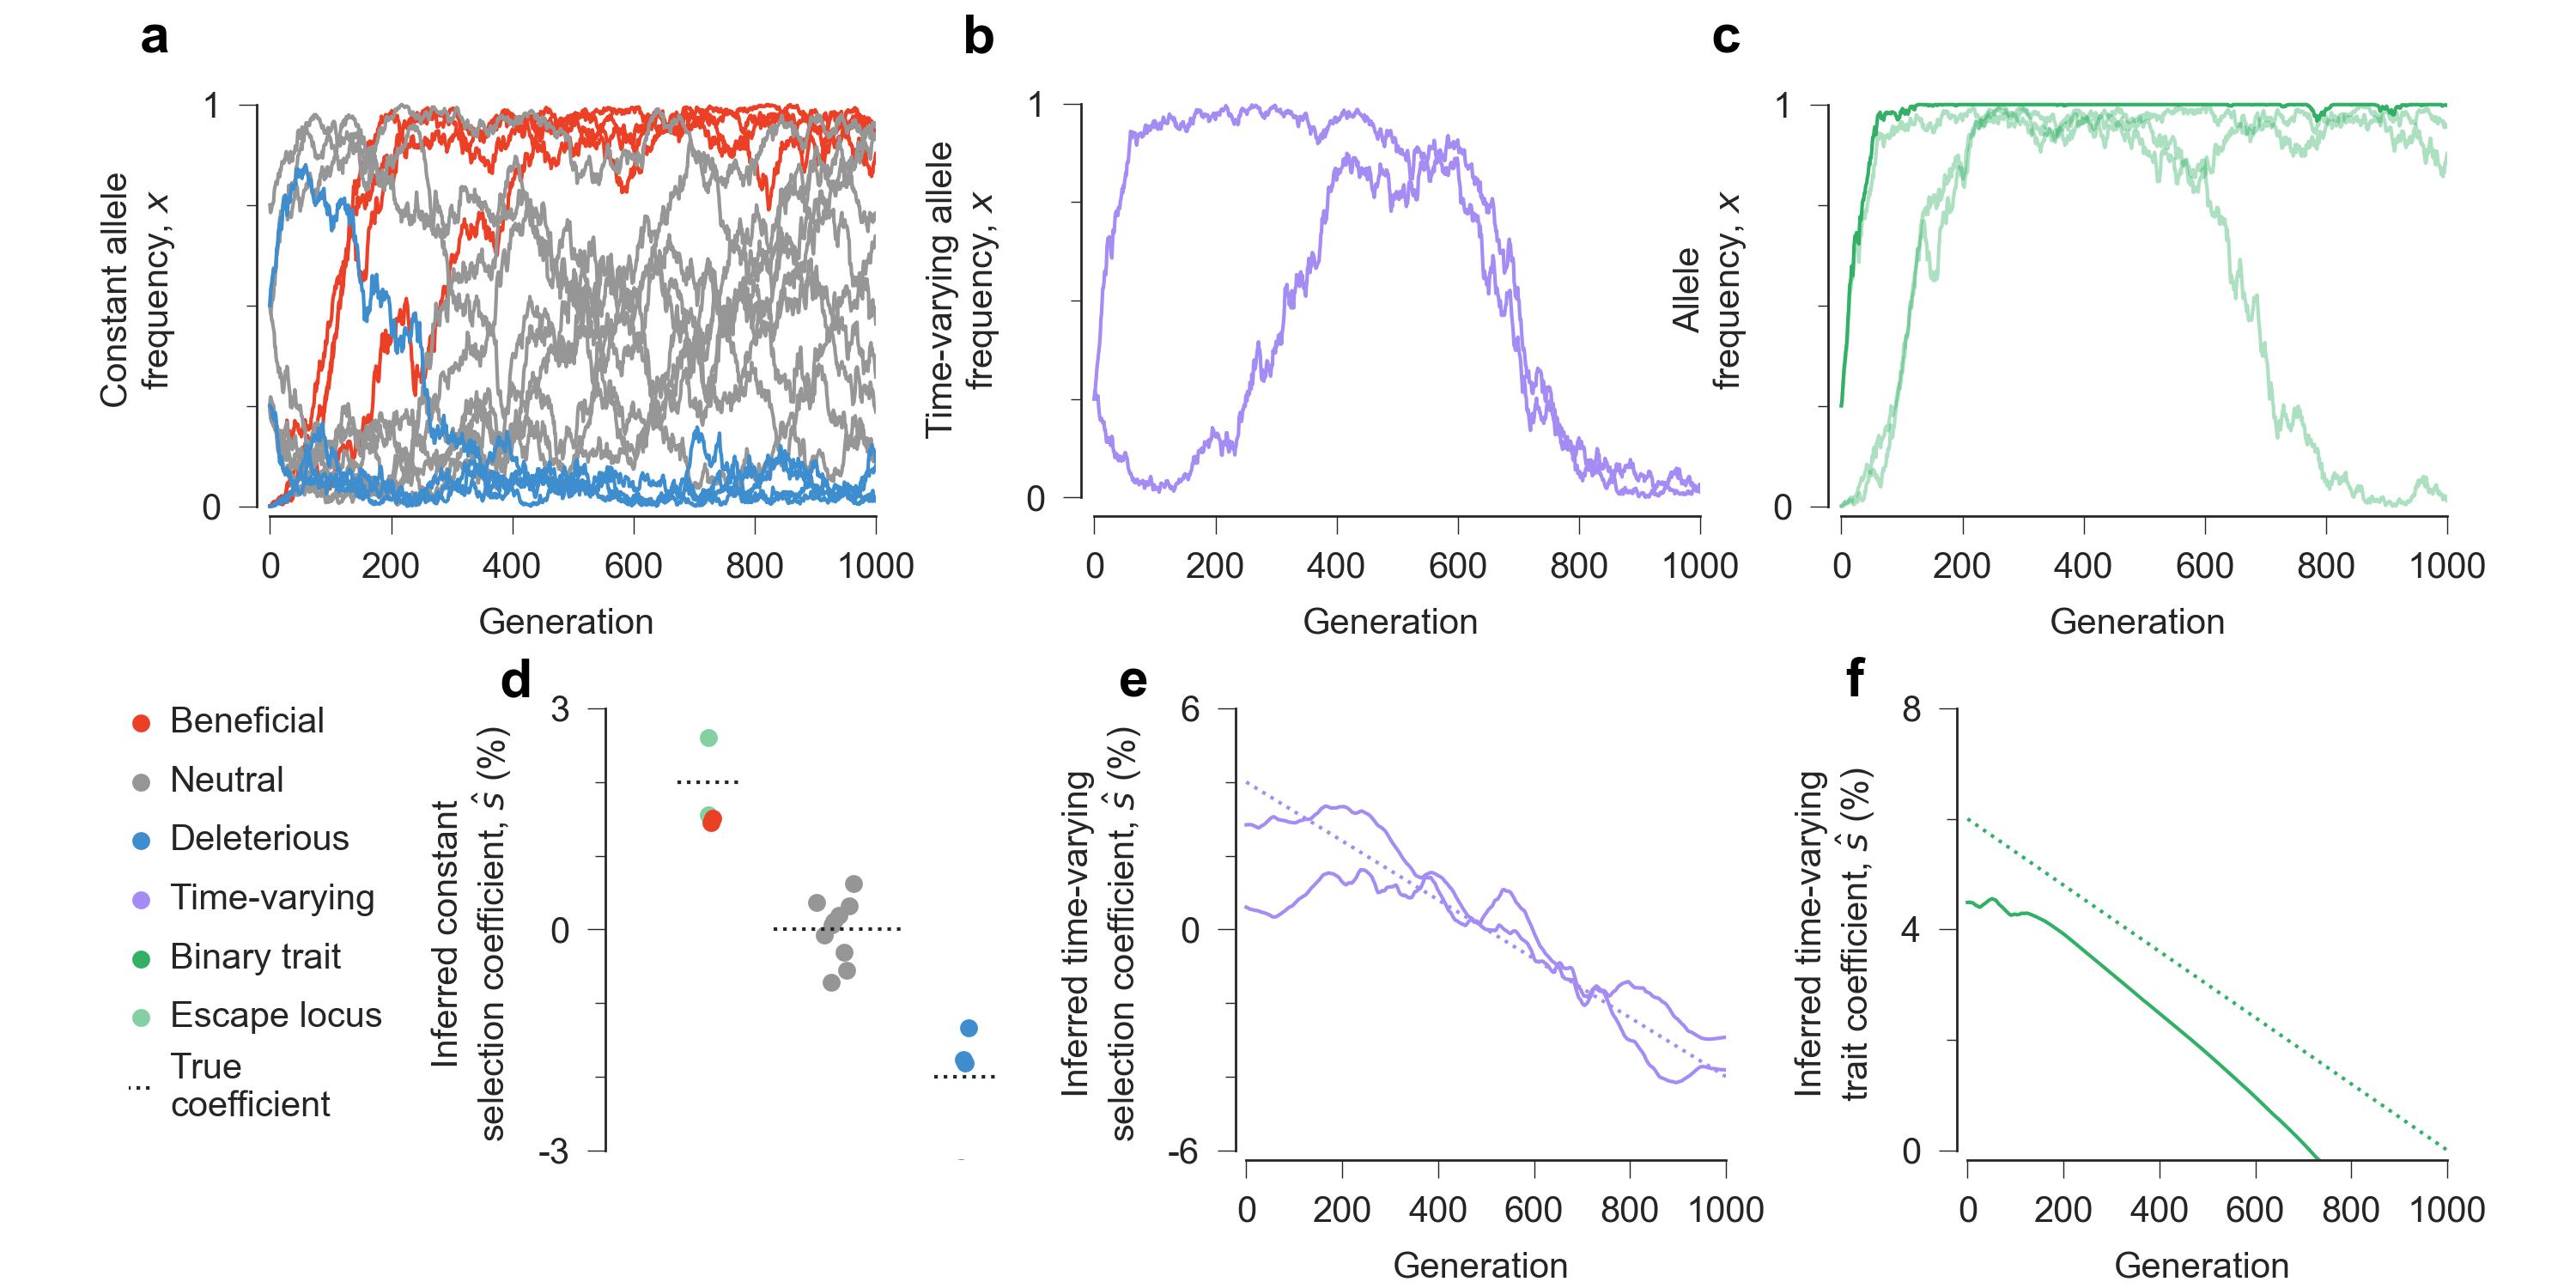 a
1
0
Constant allele
frequency, x
0 200 400 600 800 1000
Generation
b
1
0
Time-varying allele
frequency, x
0 200 400 600 800 1000
Generation
c
1
0
Allele
frequency, x
0 200 400 600 800 1000
Generation
Beneficial
Neutral
Deleterious
Time-varying
Binary trait
Escape locus
True
coefficient
d
3
0
-3
Inferred constant
selection coefficient, ŝ (%)
e
6
0
-6
Inferred time-varying
selection coefficient, ŝ (%)
0 200 400 600 800 1000
Generation
f
8
4
0
Inferred time-varying
trait coefficient, ŝ (%)
0 200 400 600 800 1000
Generation